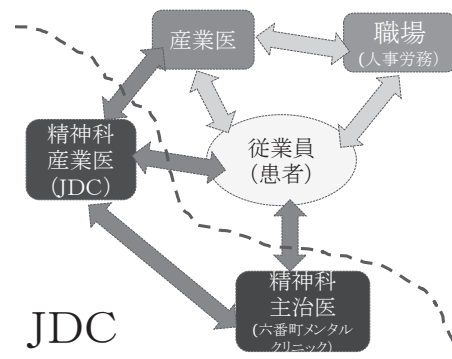 産業医
職場
(人事労務)
精神科
産業医
(JDC)
従業員
(患者)
精神科
主治医
(六番町メンタル
クリニック)
JDC